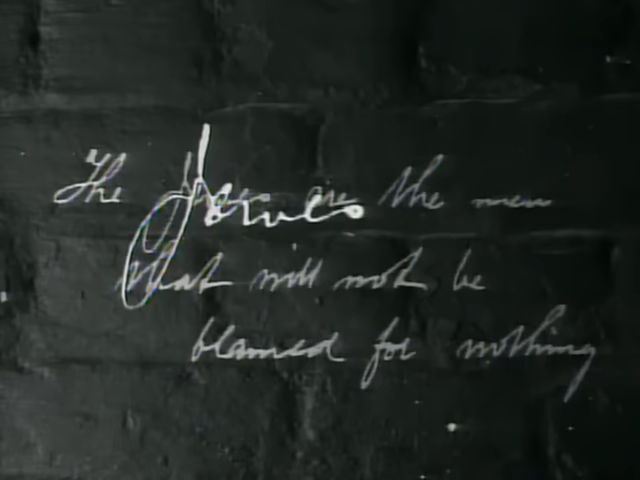 The are the men
that will not be
blamed for nothing